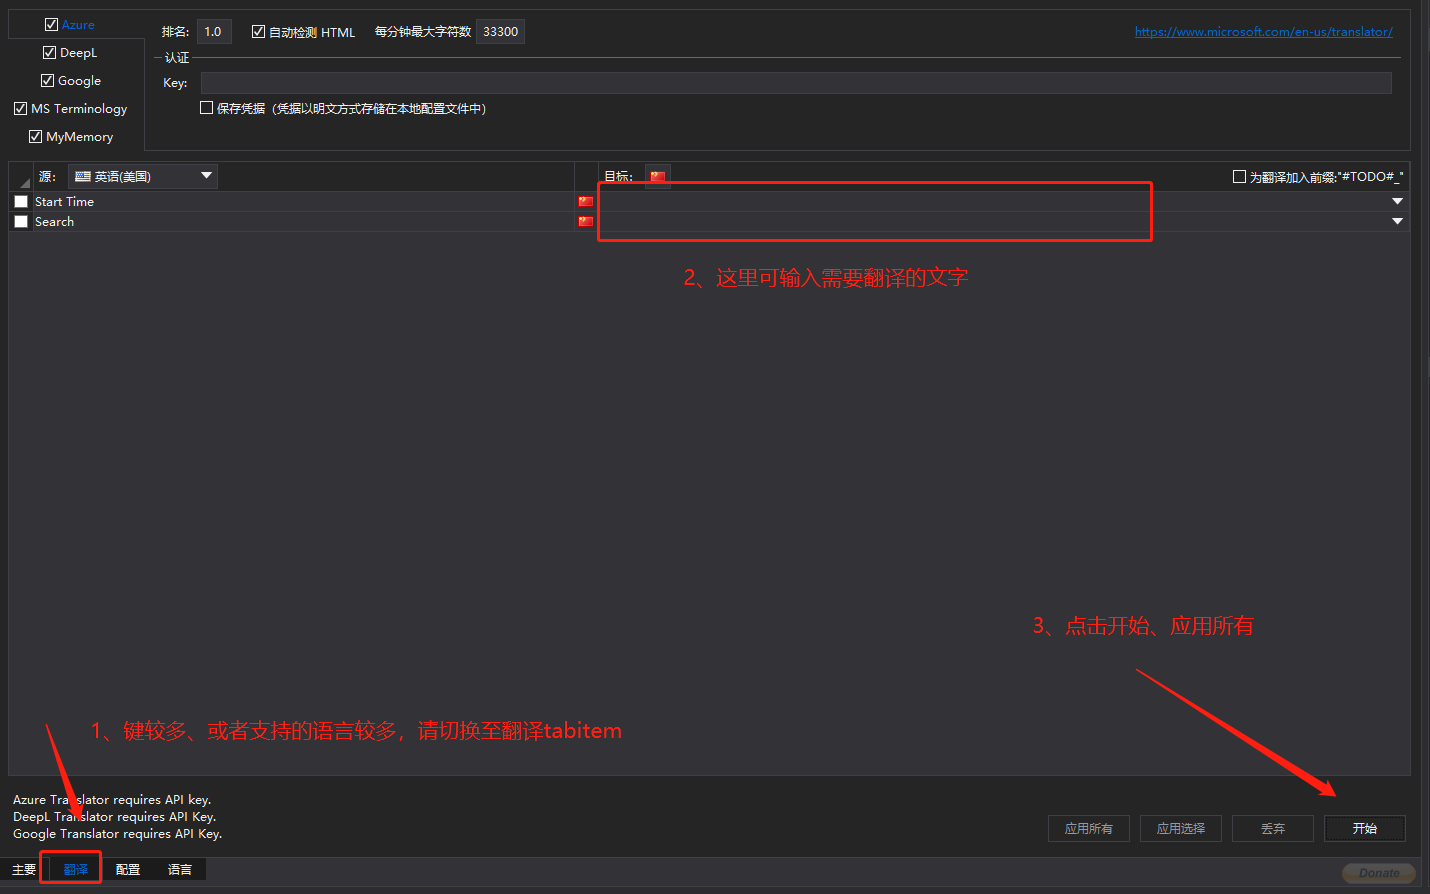 Azure
排名: 1.0 自动检测 HTML 每分钟最大字符数 33300 https://www.microsoft.com/en-us/translator/
DeepL
认证
Google
Key:
MS Terminology
保存凭据（凭据以明文方式存储在本地配置文件中）
MyMemory
源: 英语(美国) 目标: 为翻译加入前缀:"#TODO#_"
Start Time
Search
2、这里可输入需要翻译的文字
3、点击开始、应用所有
1、键较多、或者支持的语言较多，请切换至翻译tabitem
Azure Translator requires API key.
DeepL Translator requires API Key.
Google Translator requires API Key.
应用所有 应用选择 丢弃 开始
主要 翻译 配置 语言 Donate